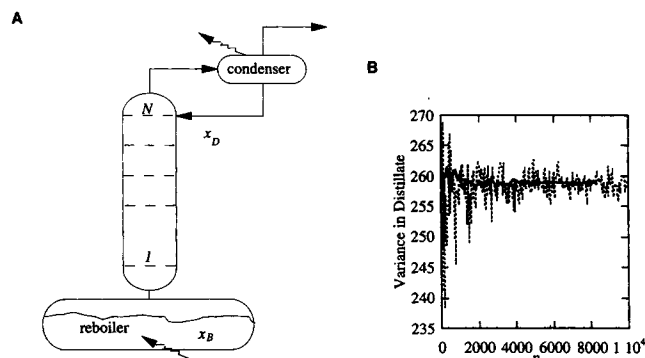 A
condenser
N
x_D
1
reboiler
x_B
B
Variance in Distillate
270
265
260
255
250
245
240
235
0 2000 4000 6000 8000 1 10^4
n